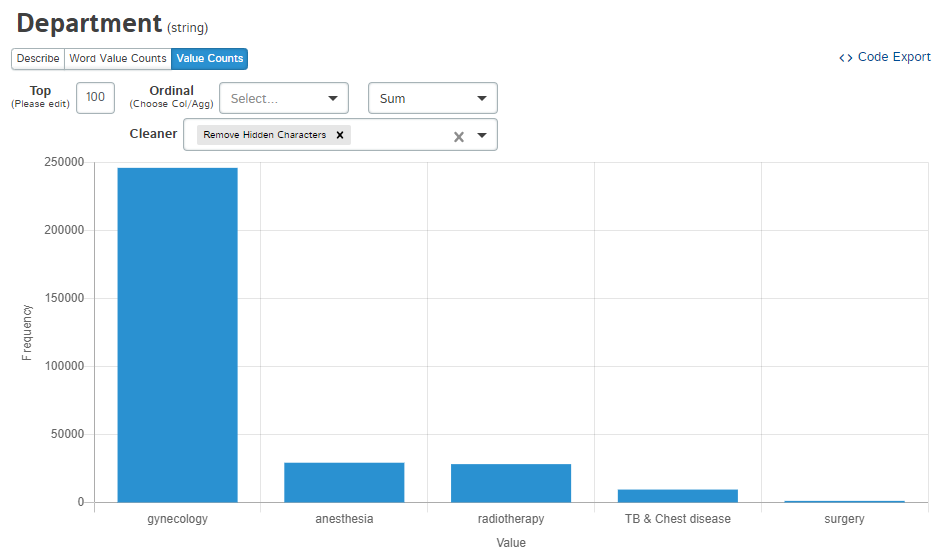 Department (string)
Describe Word Value Counts Value Counts
<> Code Export
Top
(Please edit)
100
Ordinal
(Choose Col/Agg)
Select...
Sum
Cleaner
Remove Hidden Characters ×
250000
200000
150000
100000
50000
0
Frequency
gynecology anesthesia radiotherapy TB & Chest disease surgery
Value